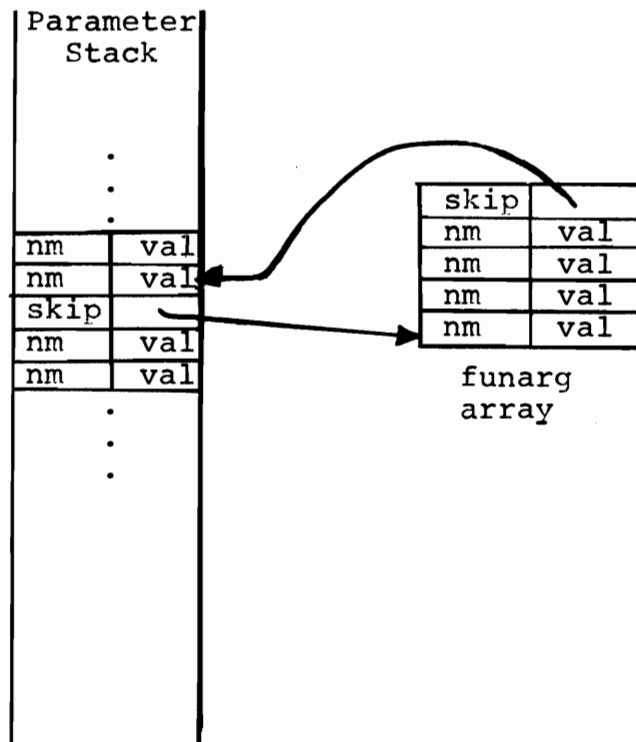 Parameter
Stack
nm val
nm val
skip
nm val
nm val
skip
nm val
nm val
nm val
nm val
funarg
array